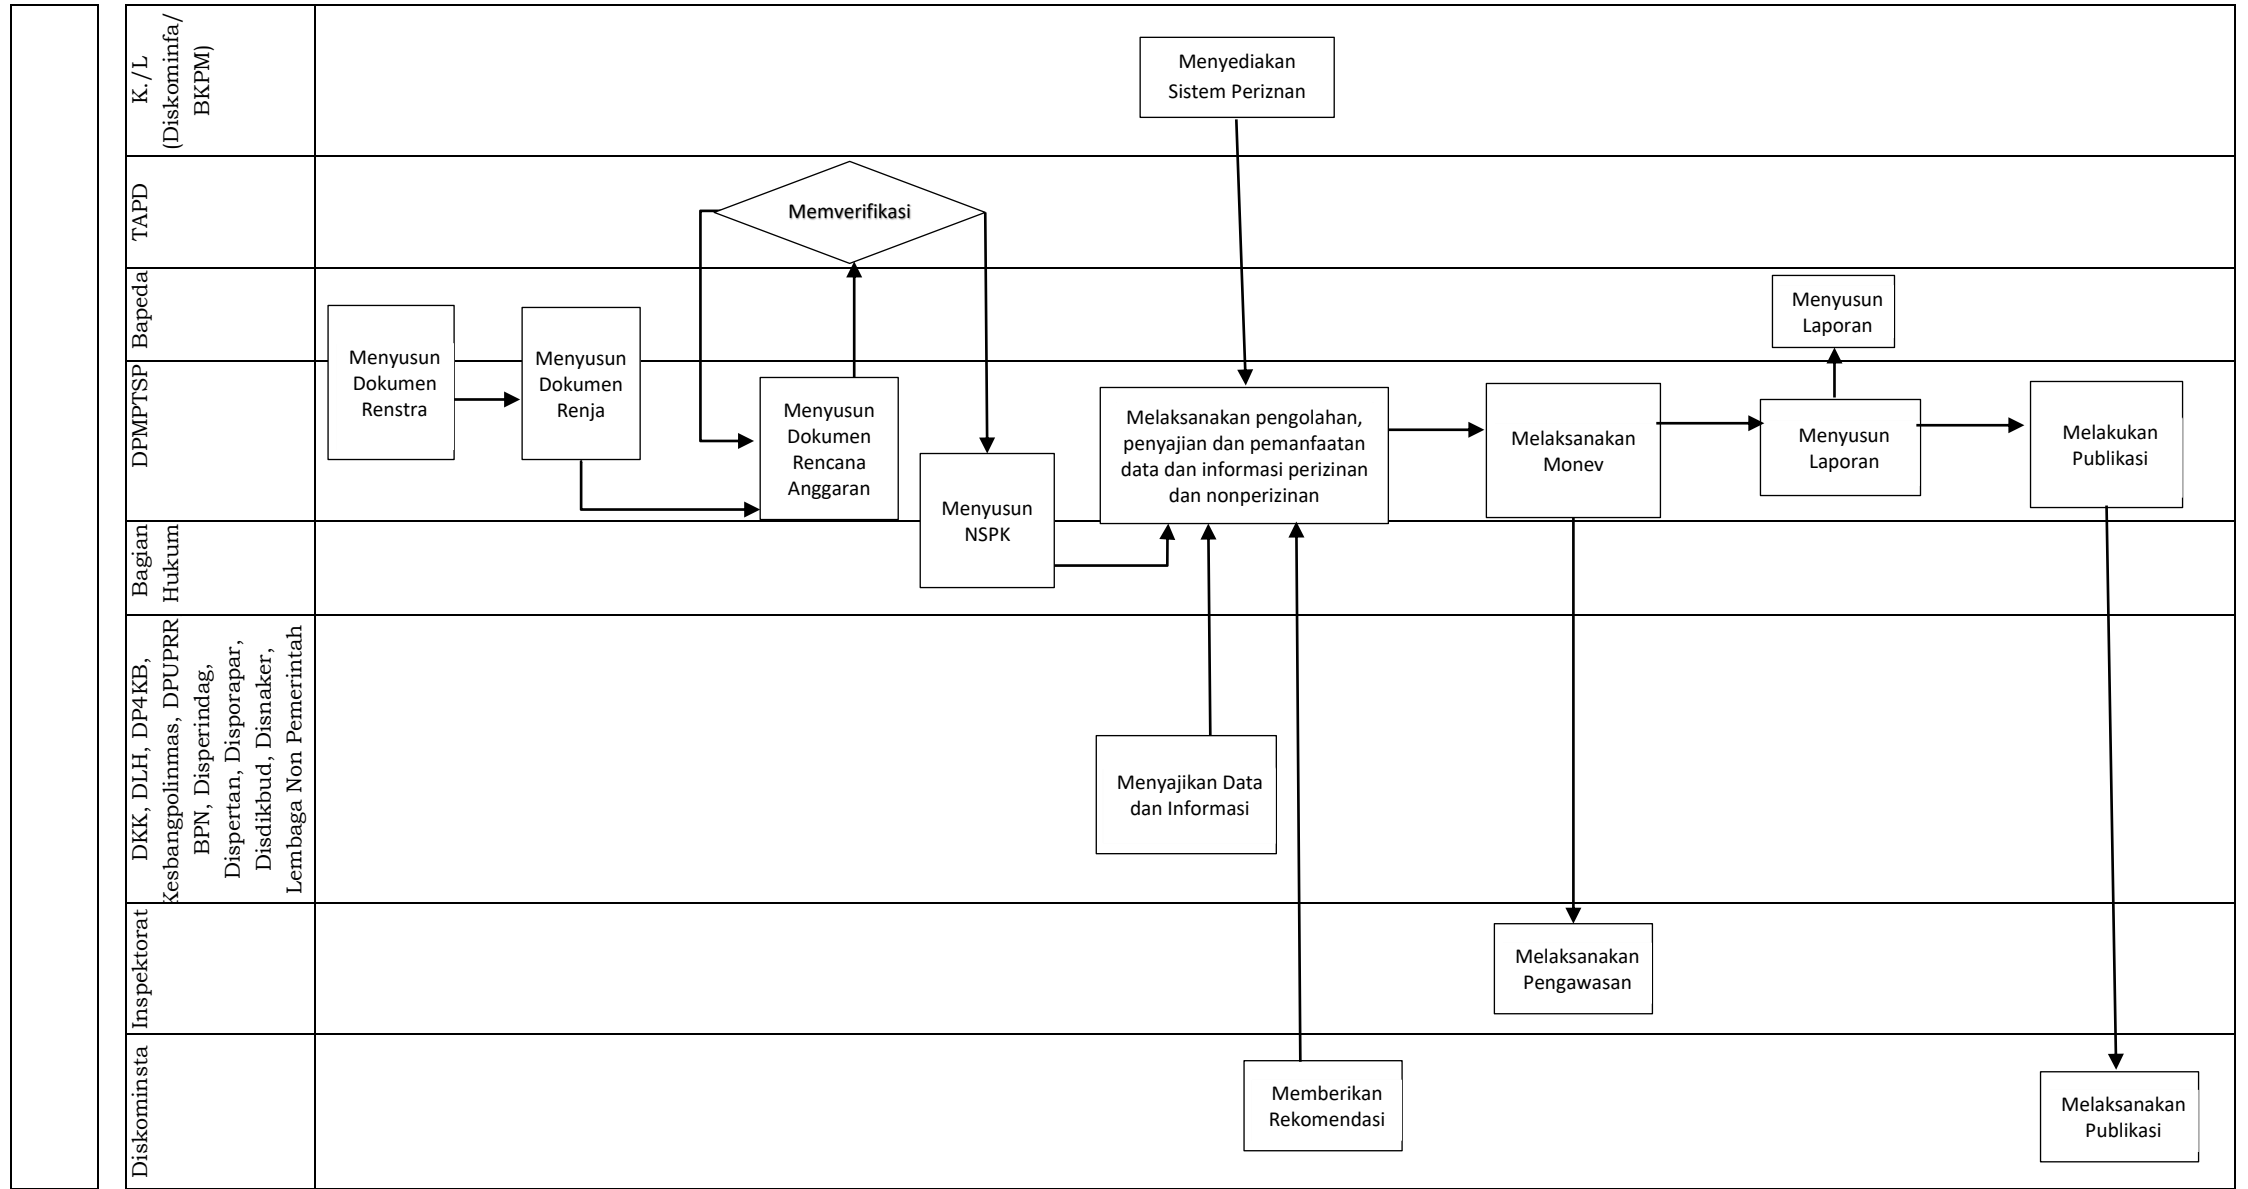 K./L
(Diskominfa/
BKPM)
Menyediakan
Sistem Periznan
TAPD
Memverifikasi
Bapeda
Menyusun
Laporan
DPMPTSP
Menyusun
Dokumen
Renstra
Menyusun
Dokumen
Renja
Menyusun
Dokumen
Rencana
Anggaran
Menyusun
NSPK
Melaksanakan pengolahan,
penyajian dan pemanfaatan
data dan informasi perizinan
dan nonperizinan
Melaksanakan
Monev
Menyusun
Laporan
Melakukan
Publikasi
Bagian
Hukum
DKK, DLH, DP4KB,
Kesbangpolinmas, DPUPRR
BPN, Disperindag,
Dispertan, Disporapar,
Disdikbud, Disnaker,
Lembaga Non Pemerintah
Menyajikan Data
dan Informasi
Inspektorat
Melaksanakan
Pengawasan
Diskominsta
Memberikan
Rekomendasi
Melaksanakan
Publikasi